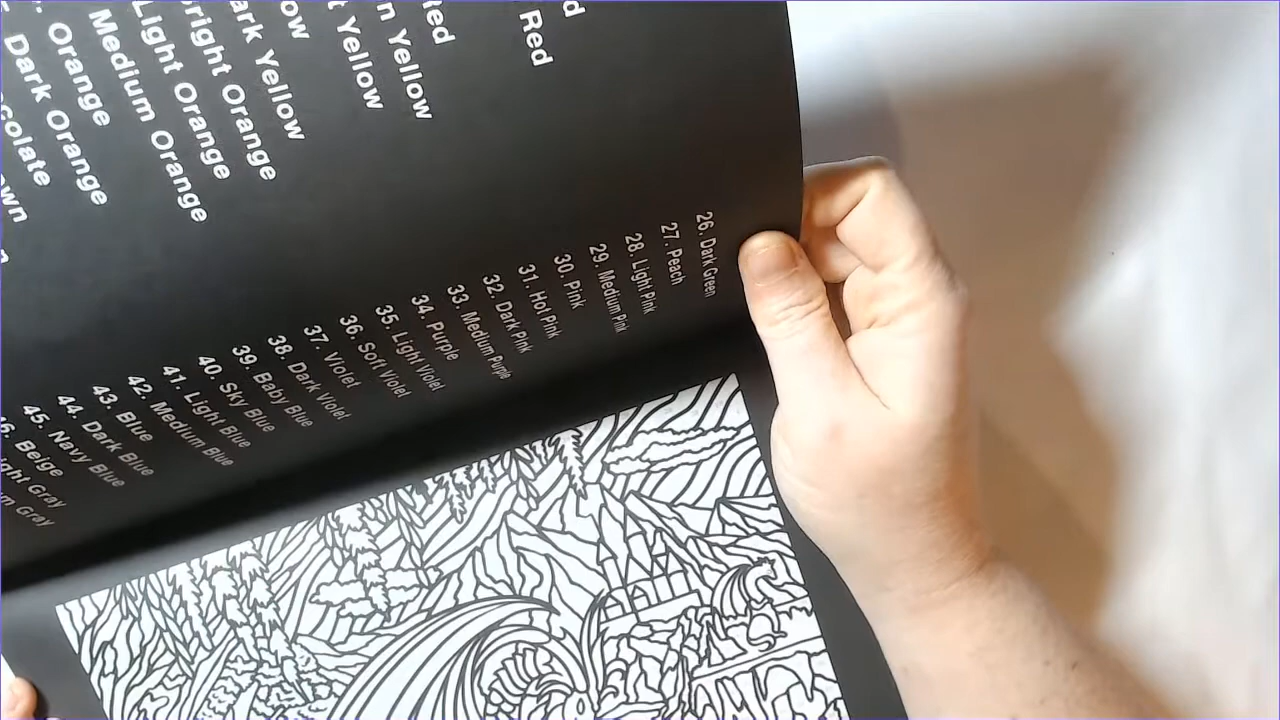 Red
Yellow
Yellow
Yellow
Orange
Light Orange
Medium Orange
Orange
Dark Orange
26. Dark Green
27. Peach
28. Light Pink
29. Medium Pink
30. Pink
31. Hot Pink
32. Dark Pink
33. Medium Purple
34. Purple
35. Light Violet
36. Soft Violet
37. Violet
38. Dark Violet
39. Baby Blue
40. Sky Blue
41. Light Blue
42. Medium Blue
43. Blue
44. Dark Blue
45. Navy Blue
Beige
Gray
Gray